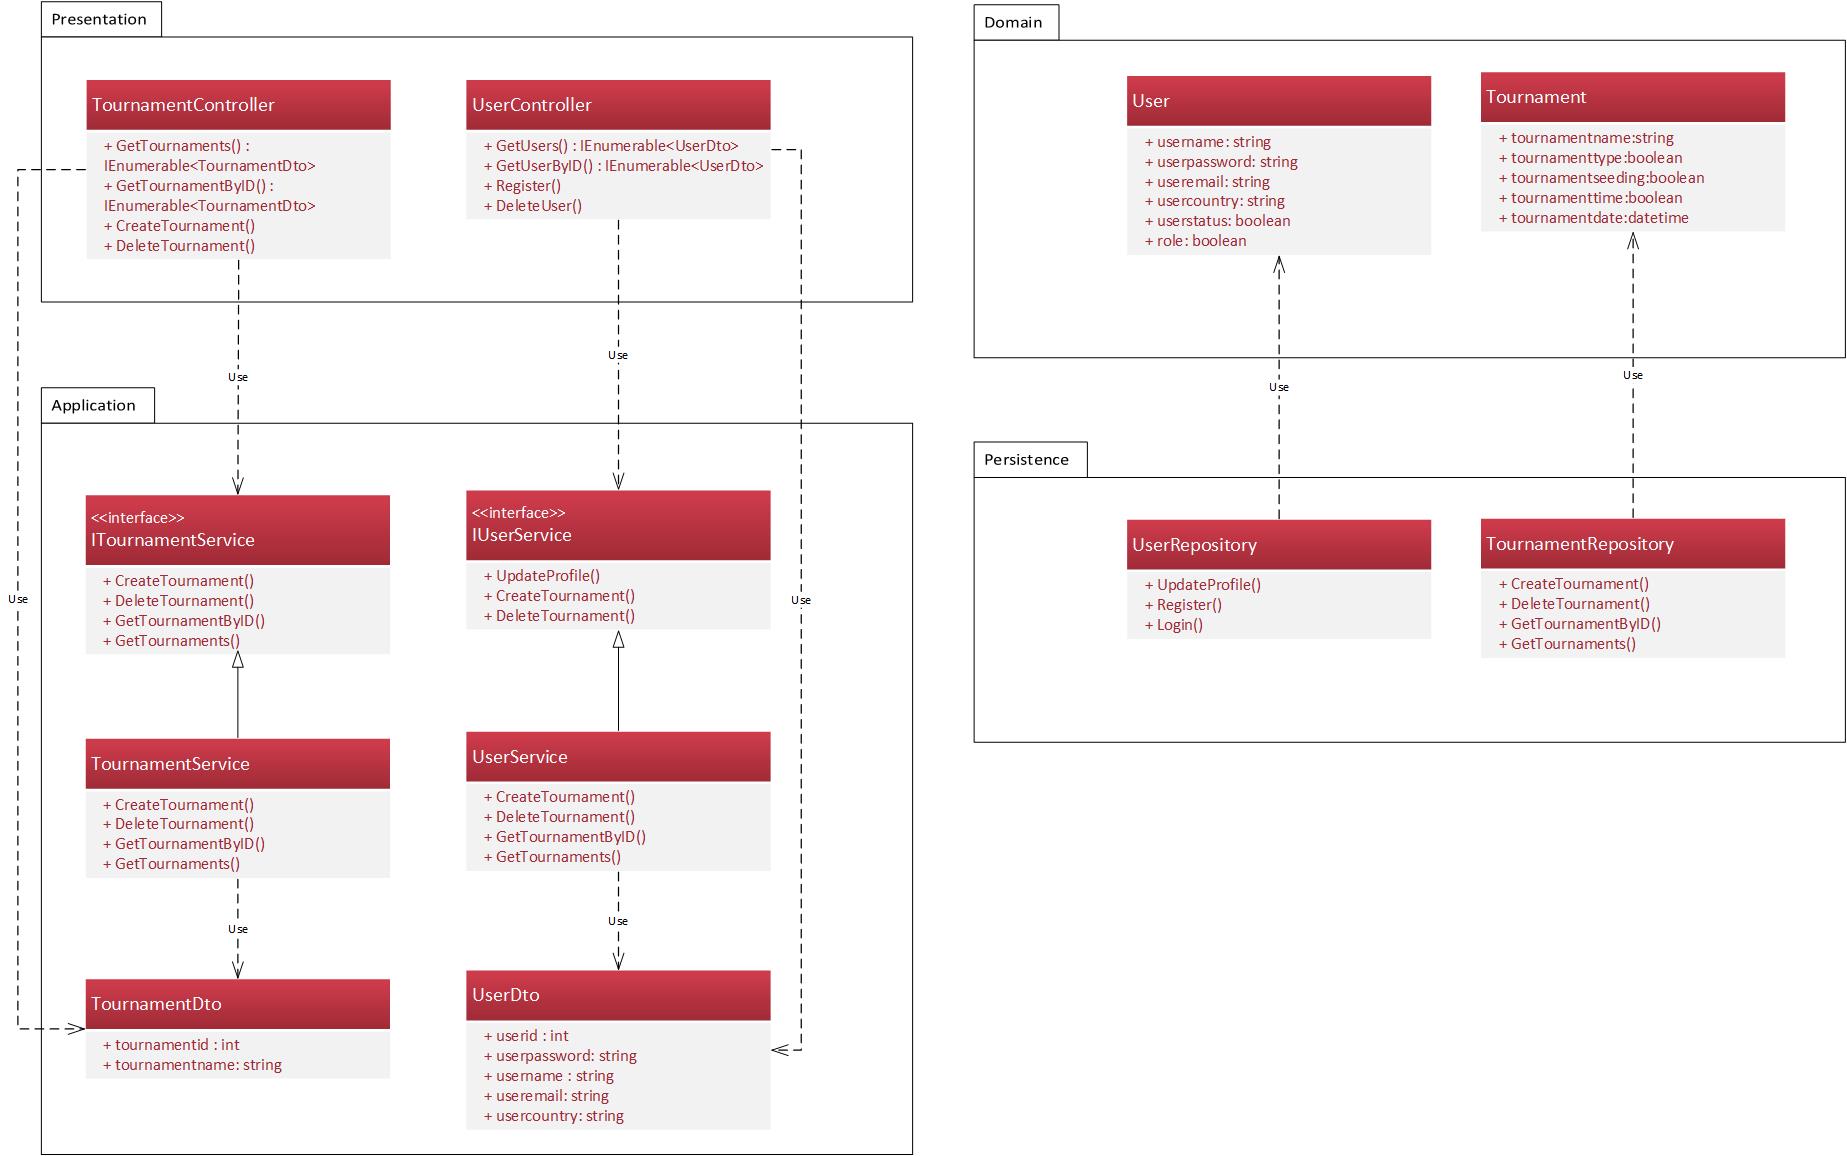 Presentation
TournamentController
+ GetTournaments() :
IEnumerable<TournamentDto>
+ GetTournamentByID() :
IEnumerable<TournamentDto>
+ CreateTournament()
+ DeleteTournament()
UserController
+ GetUsers() : IEnumerable<UserDto>
+ GetUserByID() : IEnumerable<UserDto>
+ Register()
+ DeleteUser()
Use
Use
Use
Use
Application
<<interface>>
ITournamentService
+ CreateTournament()
+ DeleteTournament()
+ GetTournamentByID()
+ GetTournaments()
<<interface>>
IUserService
+ UpdateProfile()
+ CreateTournament()
+ DeleteTournament()
TournamentService
+ CreateTournament()
+ DeleteTournament()
+ GetTournamentByID()
+ GetTournaments()
UserService
+ CreateTournament()
+ DeleteTournament()
+ GetTournamentByID()
+ GetTournaments()
Use
Use
TournamentDto
+ tournamentid : int
+ tournamentname: string
UserDto
+ userid : int
+ userpassword: string
+ username : string
+ useremail: string
+ usercountry: string
Domain
User
+ username: string
+ userpassword: string
+ useremail: string
+ usercountry: string
+ userstatus: boolean
+ role: boolean
Tournament
+ tournamentname:string
+ tournamenttype:boolean
+ tournamentseeding:boolean
+ tournamenttime:boolean
+ tournamentdate:datetime
Use
Use
Persistence
UserRepository
+ UpdateProfile()
+ Register()
+ Login()
TournamentRepository
+ CreateTournament()
+ DeleteTournament()
+ GetTournamentByID()
+ GetTournaments()